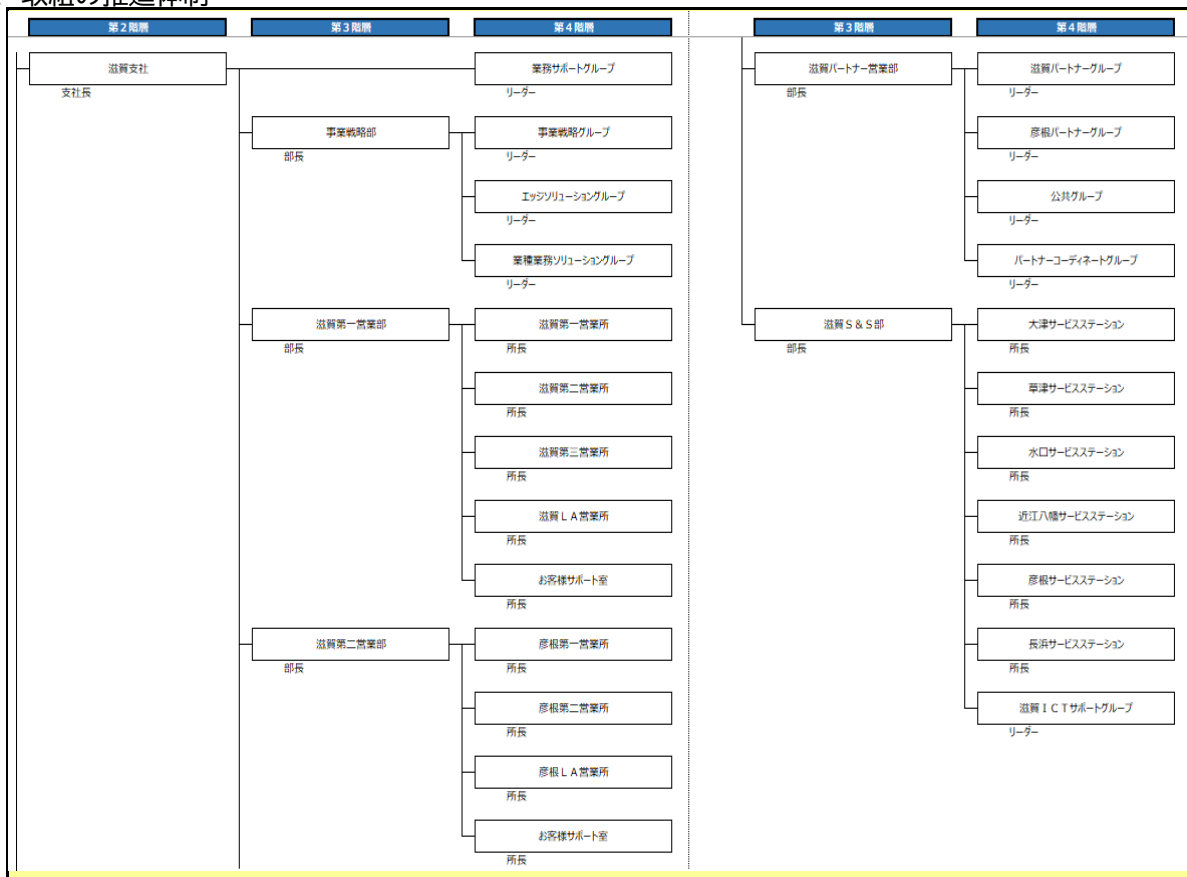 取組の推進体制
第２階層
第３階層
第４階層
滋賀支社
支社長
業務サポートグループ
リーダー
事業戦略部
部長
事業戦略グループ
リーダー
エッジソリューショングループ
リーダー
業種業務ソリューショングループ
リーダー
滋賀第一営業部
部長
滋賀第一営業所
所長
滋賀第二営業所
所長
滋賀第三営業所
所長
滋賀ＬＡ営業所
所長
お客様サポート室
所長
滋賀第二営業部
部長
彦根第一営業所
所長
彦根第二営業所
所長
彦根ＬＡ営業所
所長
お客様サポート室
所長
第３階層
第４階層
滋賀パートナー営業部
部長
滋賀パートナーグループ
リーダー
彦根パートナーグループ
リーダー
公共グループ
リーダー
パートナーコーディネートグループ
リーダー
滋賀Ｓ＆Ｓ部
部長
大津サービスステーション
所長
草津サービスステーション
所長
水口サービスステーション
所長
近江八幡サービスステーション
所長
彦根サービスステーション
所長
長浜サービスステーション
所長
滋賀ＩＣＴサポートグループ
リーダー